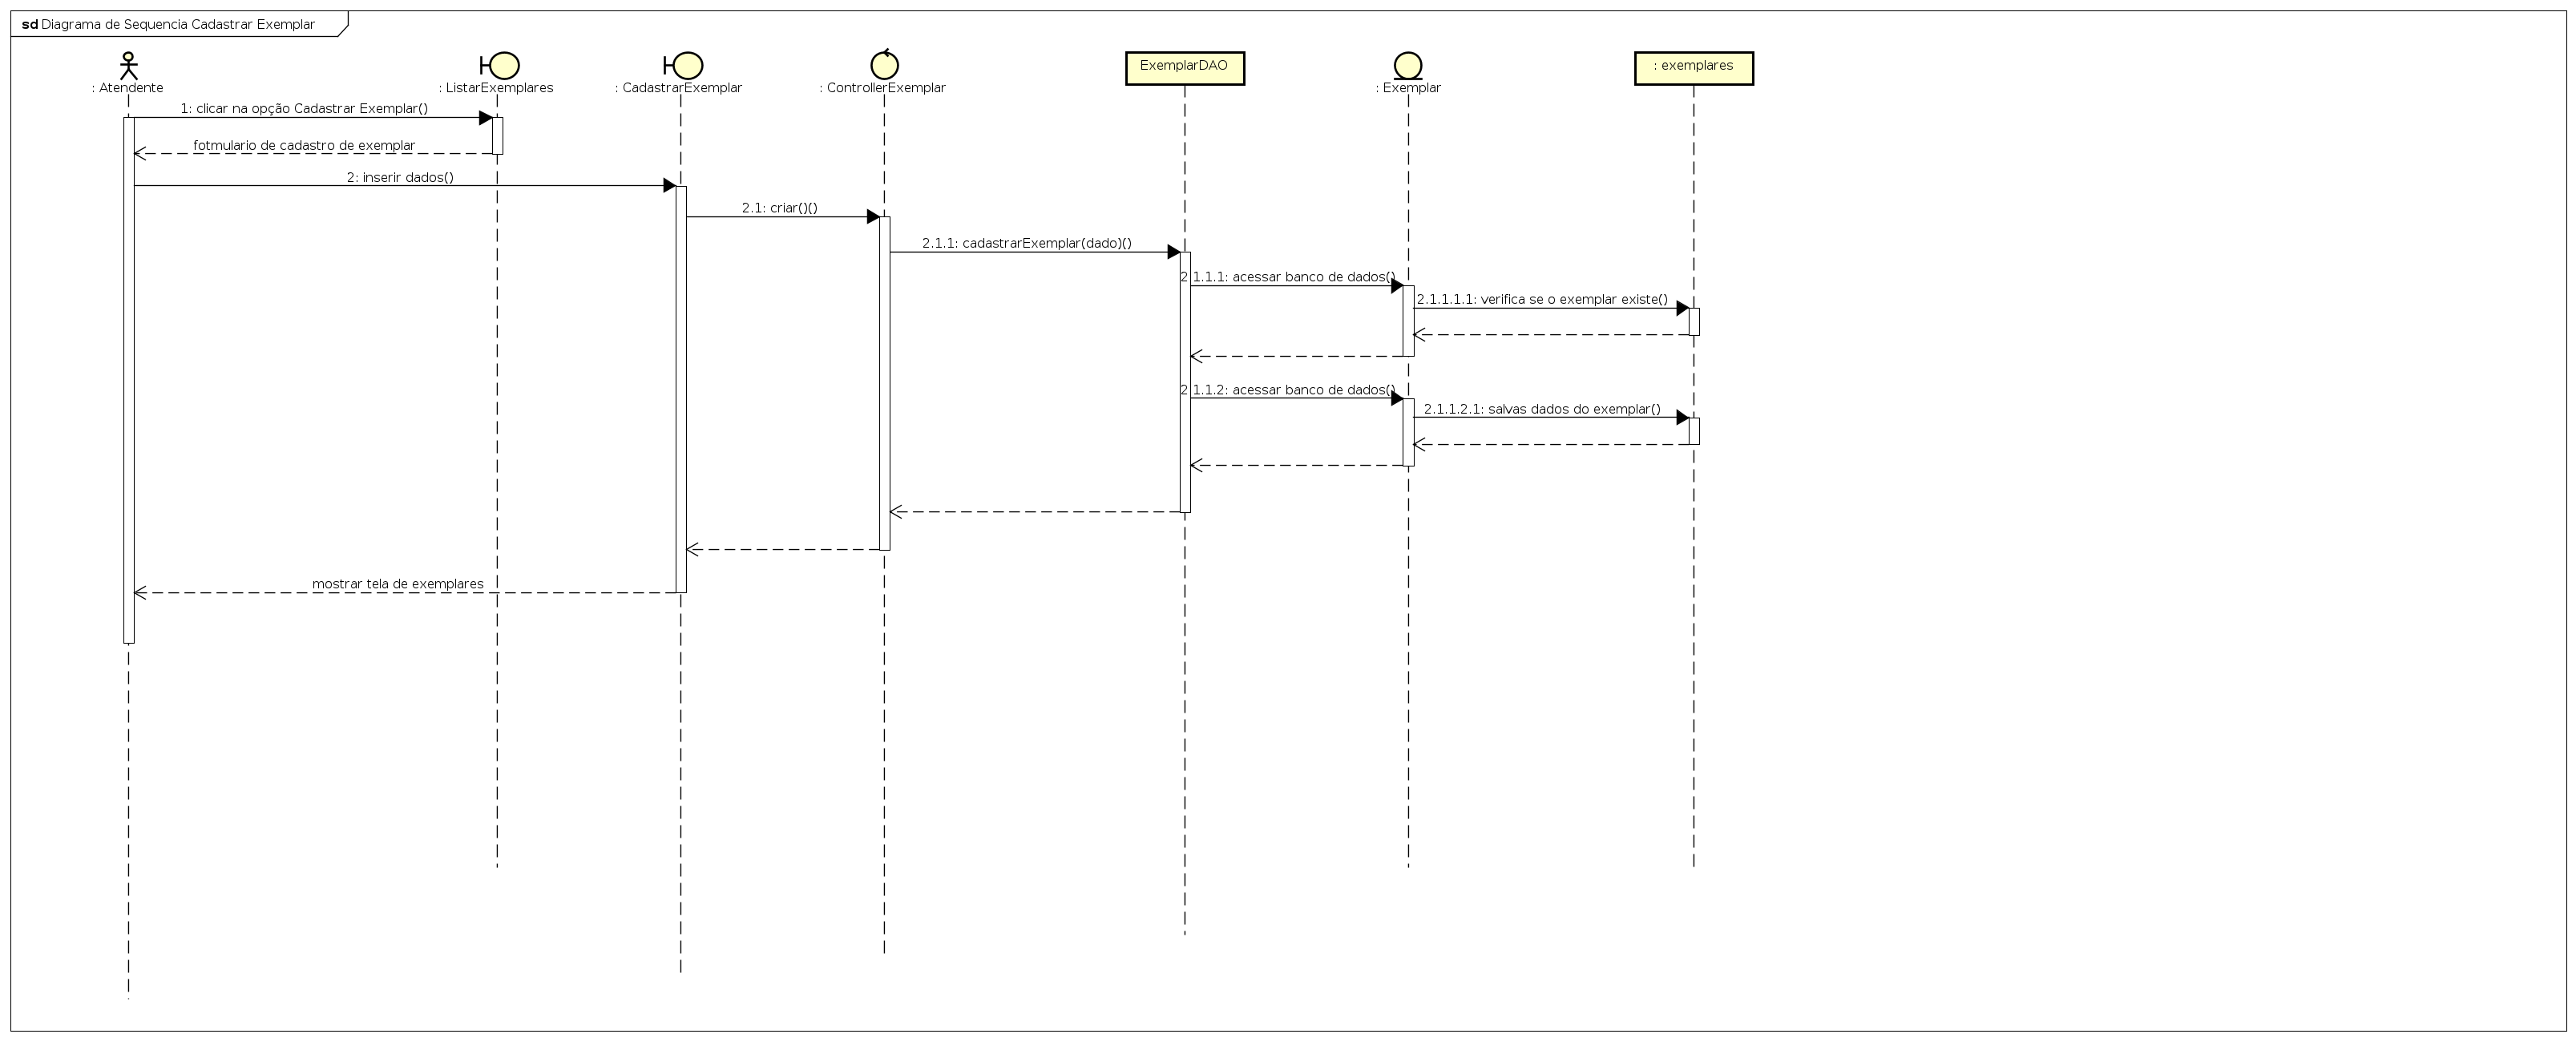 sd Diagrama de Sequencia Cadastrar Exemplar
: Atendente
: ListarExemplares
: CadastrarExemplar
: ControllerExemplar
ExemplarDAO
: Exemplar
: exemplares
1: clicar na opção Cadastrar Exemplar()
fotmulario de cadastro de exemplar
2: inserir dados()
2.1: criar()()
2.1.1: cadastrarExemplar(dado)()
2.1.1.1: acessar banco de dados()
2.1.1.1.1: verifica se o exemplar existe()
2.1.1.2: acessar banco de dados()
2.1.1.2.1: salvas dados do exemplar()
mostrar tela de exemplares